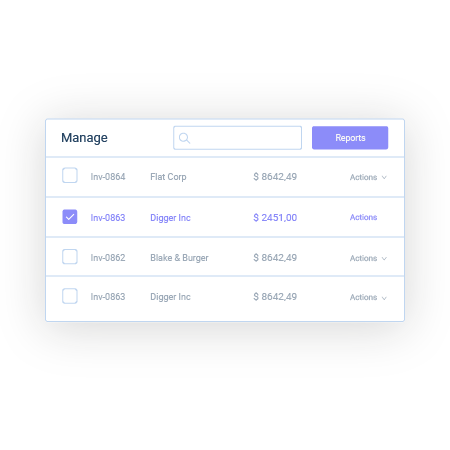 Manage Reports
Inv-0864 Flat Corp $ 8642,49 Actions
Inv-0863 Digger Inc $ 2451,00 Actions
Inv-0862 Blake & Burger $ 8642,49 Actions
Inv-0863 Digger Inc $ 8642,49 Actions